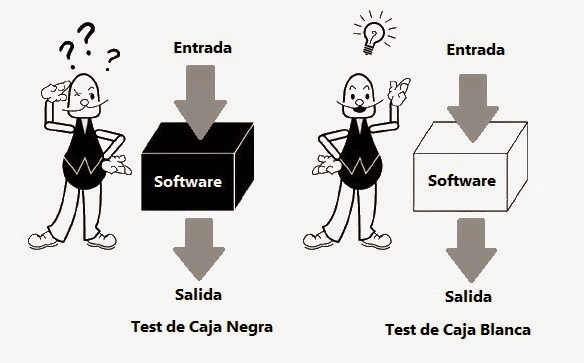 ? ? ?
Entrada
Software
Salida
Test de Caja Negra
Entrada
Software
Salida
Test de Caja Blanca